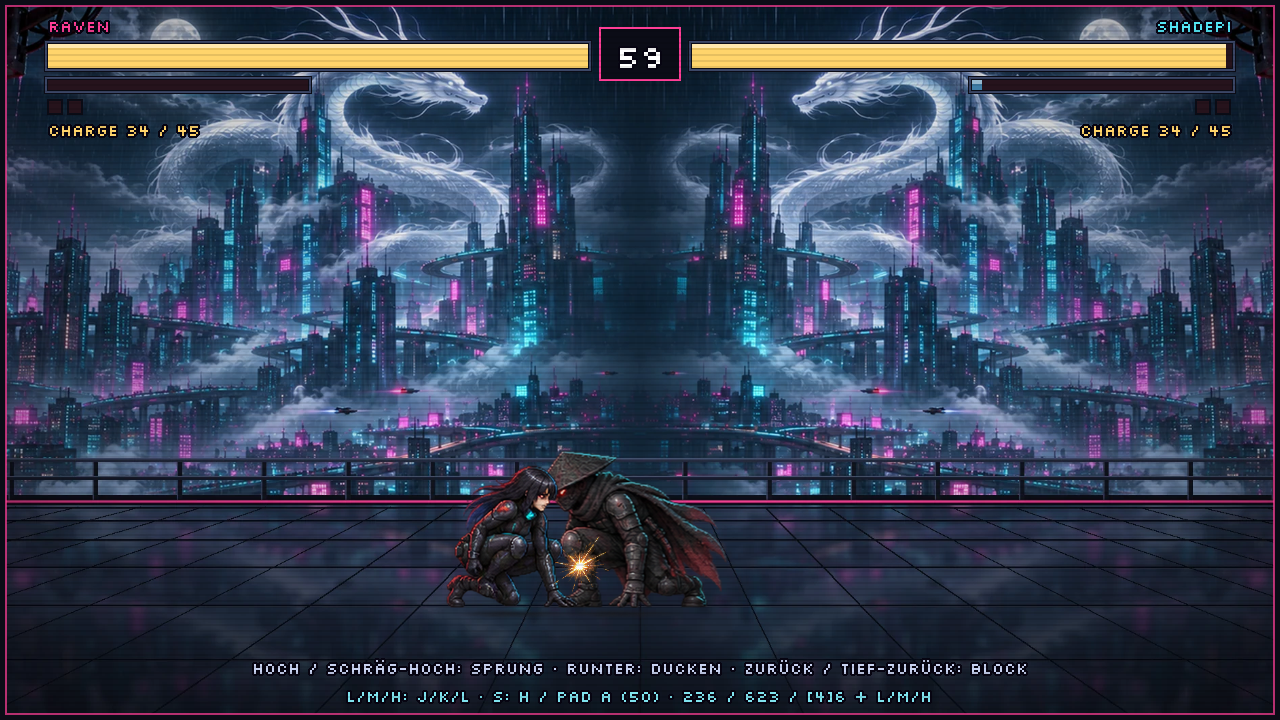 RAVEN
59
SHADEPI
CHARGE 34 / 45
CHARGE 34 / 45
HOCH / SCHRÄG-HOCH: SPRUNG · RUNTER: DUCKEN · ZURÜCK / TIEF-ZURÜCK: BLOCK
L/M/H: J/K/L · S: H / PAD A (50) · 236 / 623 / [4]6 + L/M/H